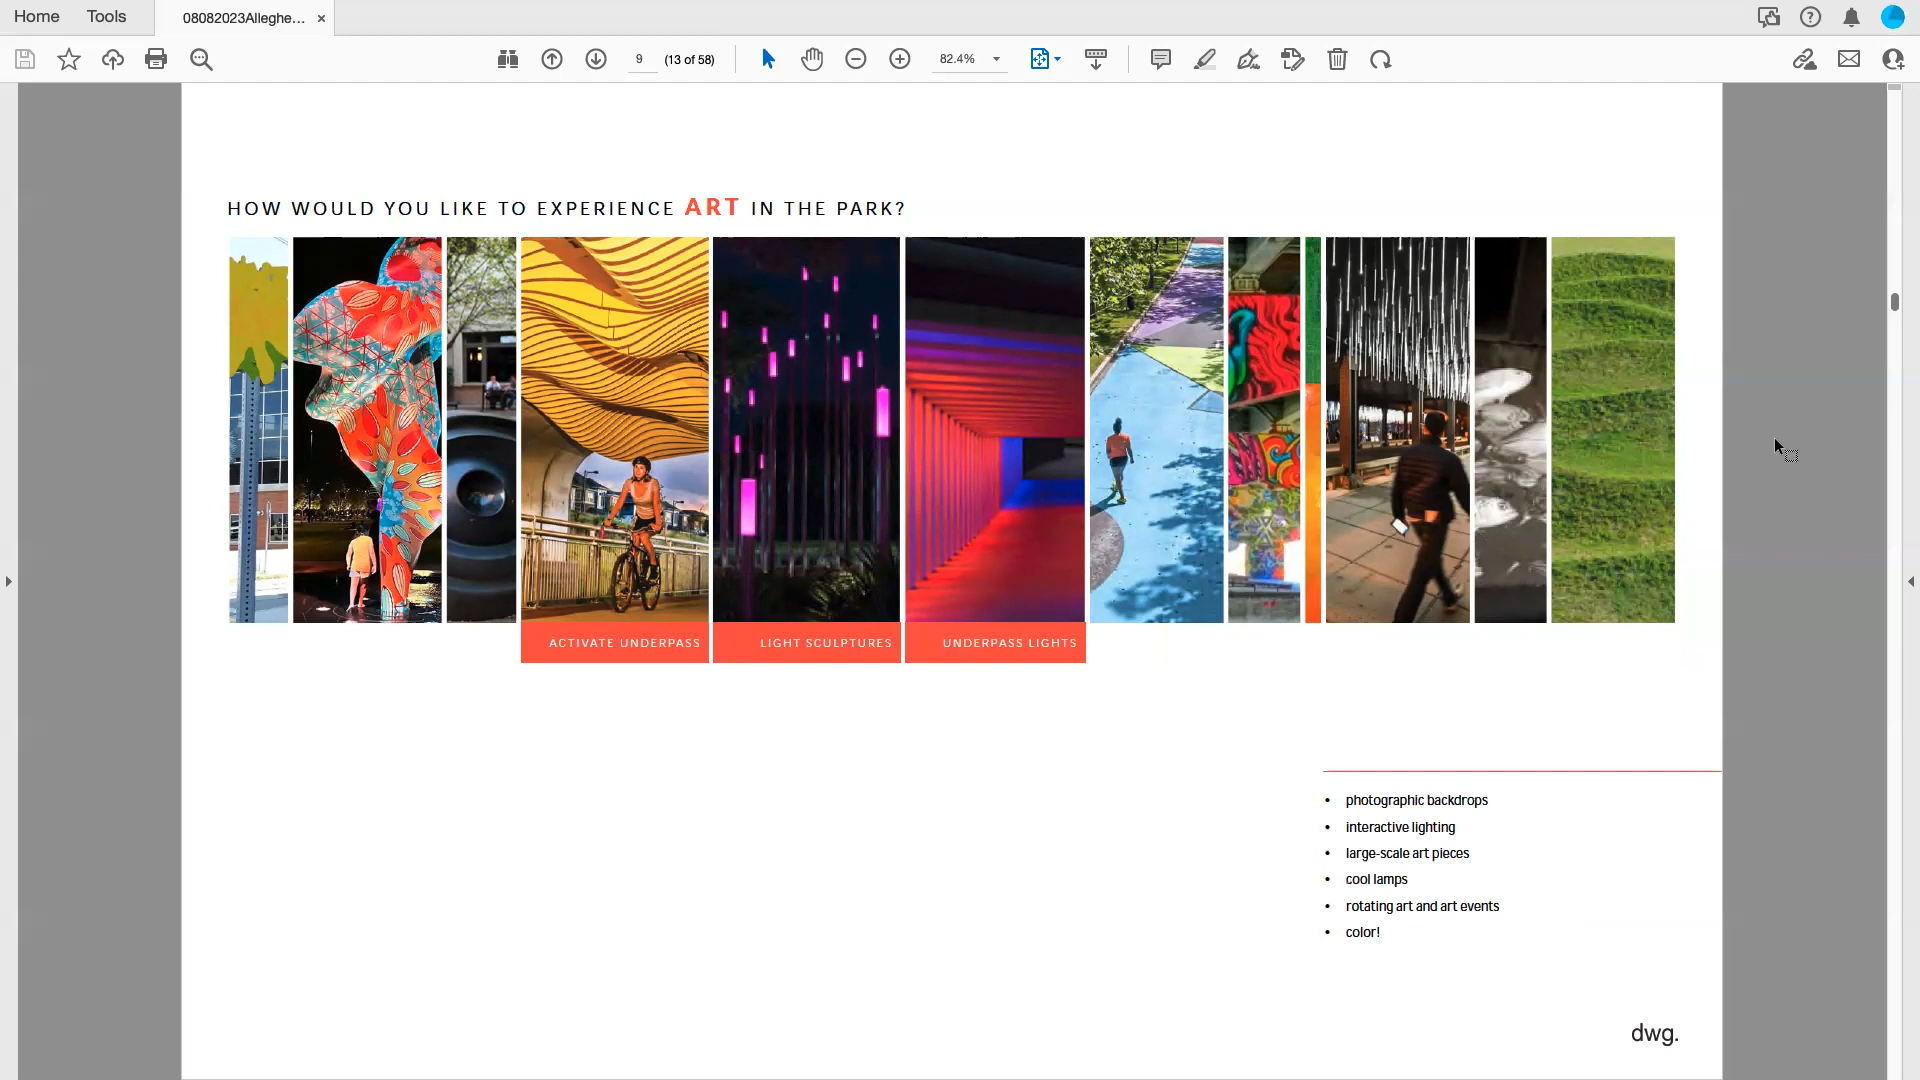 Home Tools 08082023Alleghe... ×
9 (13 of 58) 82.4%
HOW WOULD YOU LIKE TO EXPERIENCE ART IN THE PARK?
ACTIVATE UNDERPASS LIGHT SCULPTURES UNDERPASS LIGHTS
• photographic backdrops
• interactive lighting
• large-scale art pieces
• cool lamps
• rotating art and art events
• color!
dwg.